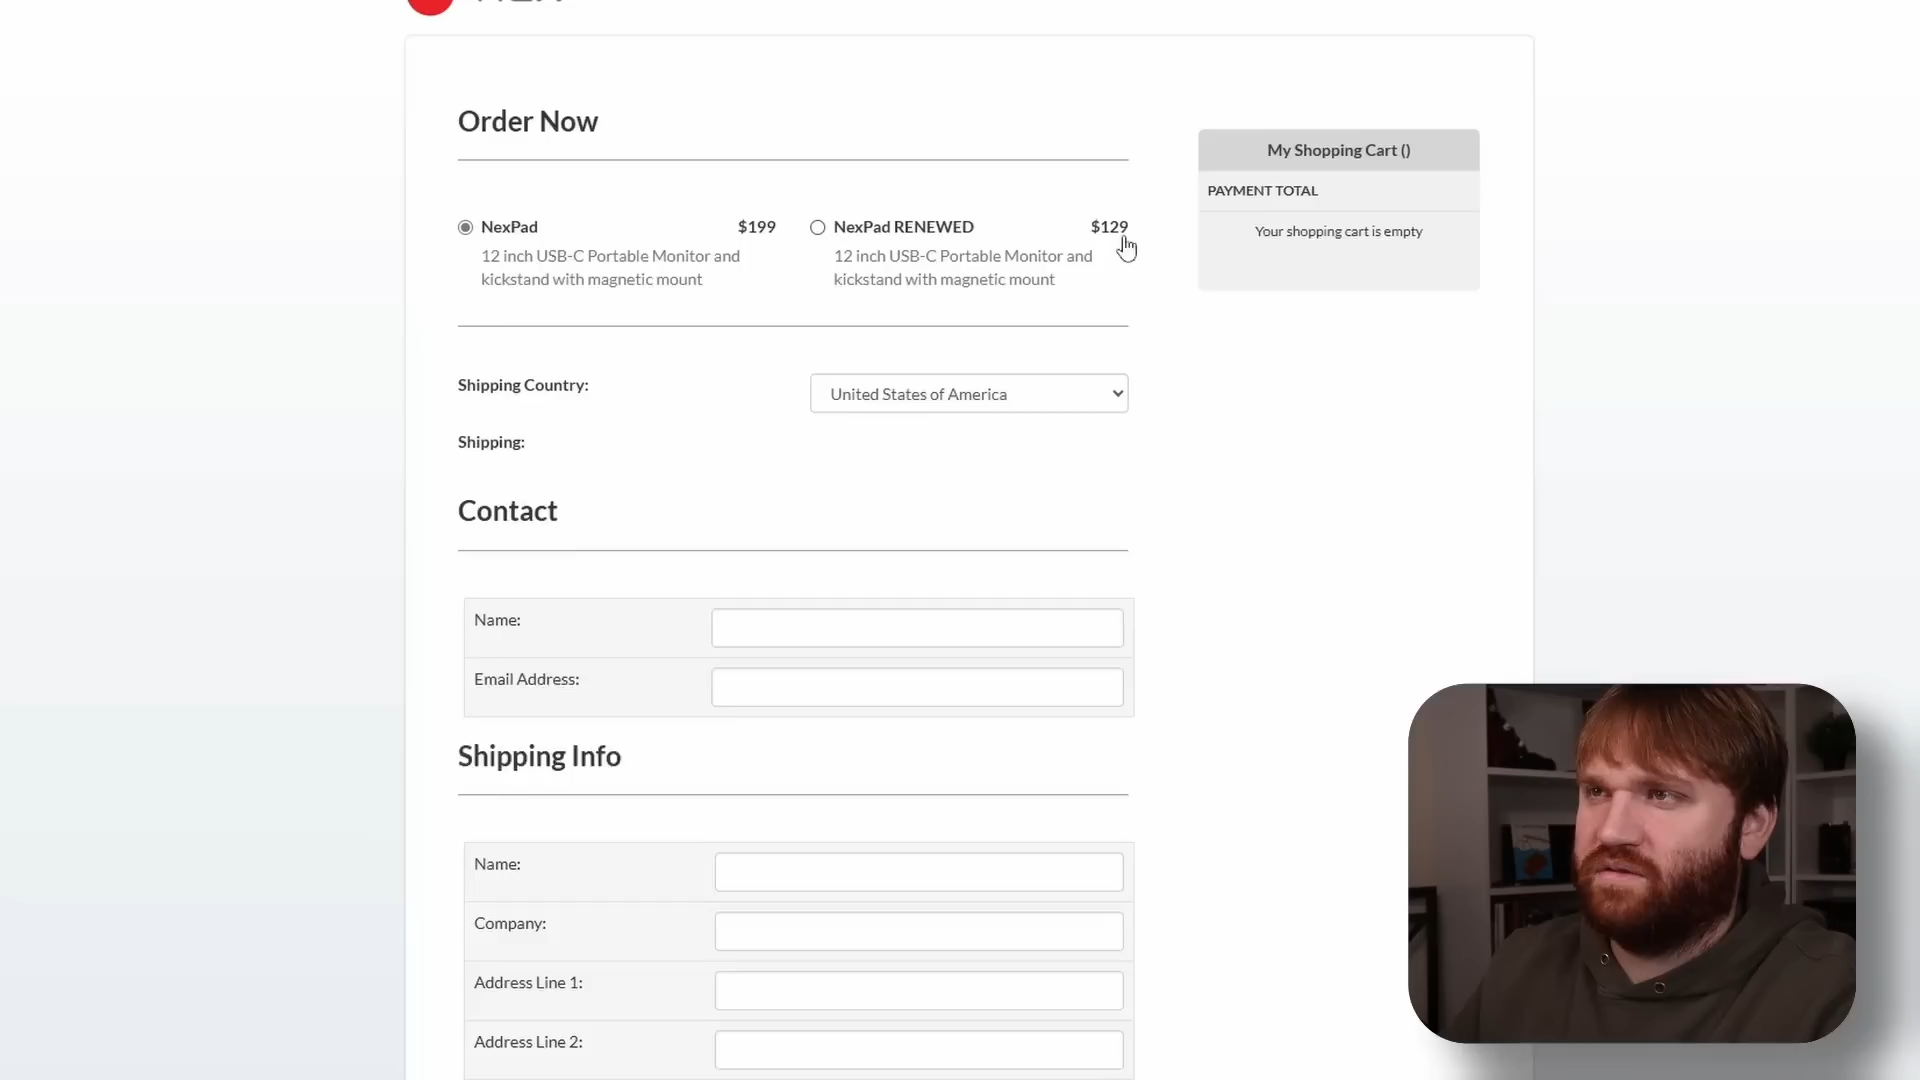 Order Now
My Shopping Cart ()
PAYMENT TOTAL
Your shopping cart is empty
NexPad $199
12 inch USB-C Portable Monitor and
kickstand with magnetic mount
NexPad RENEWED $129
12 inch USB-C Portable Monitor and
kickstand with magnetic mount
Shipping Country:
United States of America
Shipping:
Contact
Name:
Email Address:
Shipping Info
Name:
Company:
Address Line 1:
Address Line 2: